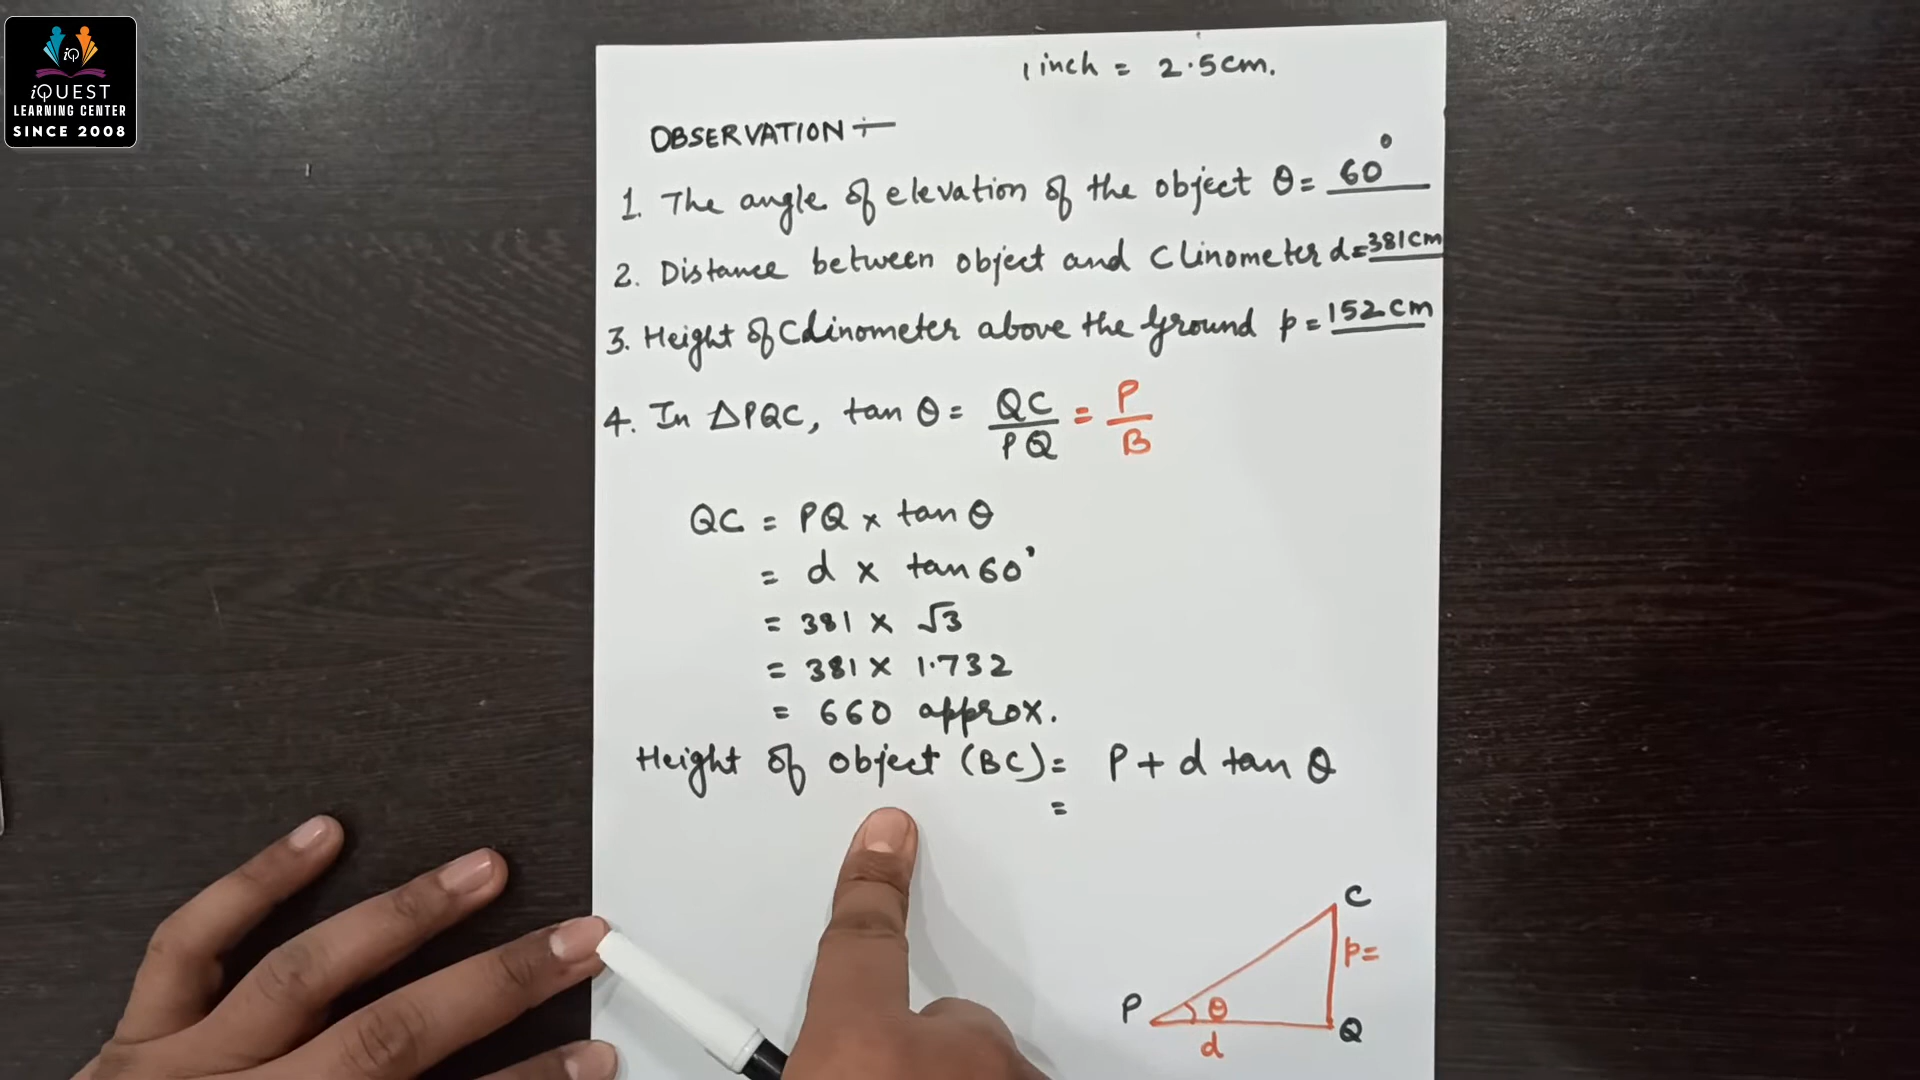 iQ
iQUEST
LEARNING CENTER
SINCE 2008
1 inch = 2.5cm.
OBSERVATION :-
1. The angle of elevation of the object θ = 60°
2. Distance between object and Clinometer d = 381cm
3. Height of Clinometer above the Ground p = 152cm
4. In △PQC, tan θ = QC/PQ = P/B
QC = PQ × tan θ
= d × tan 60°
= 381 × √3
= 381 × 1.732
= 660 approx.
Height of object (BC) = P + d tan θ
=
C
p=
P θ Q
d